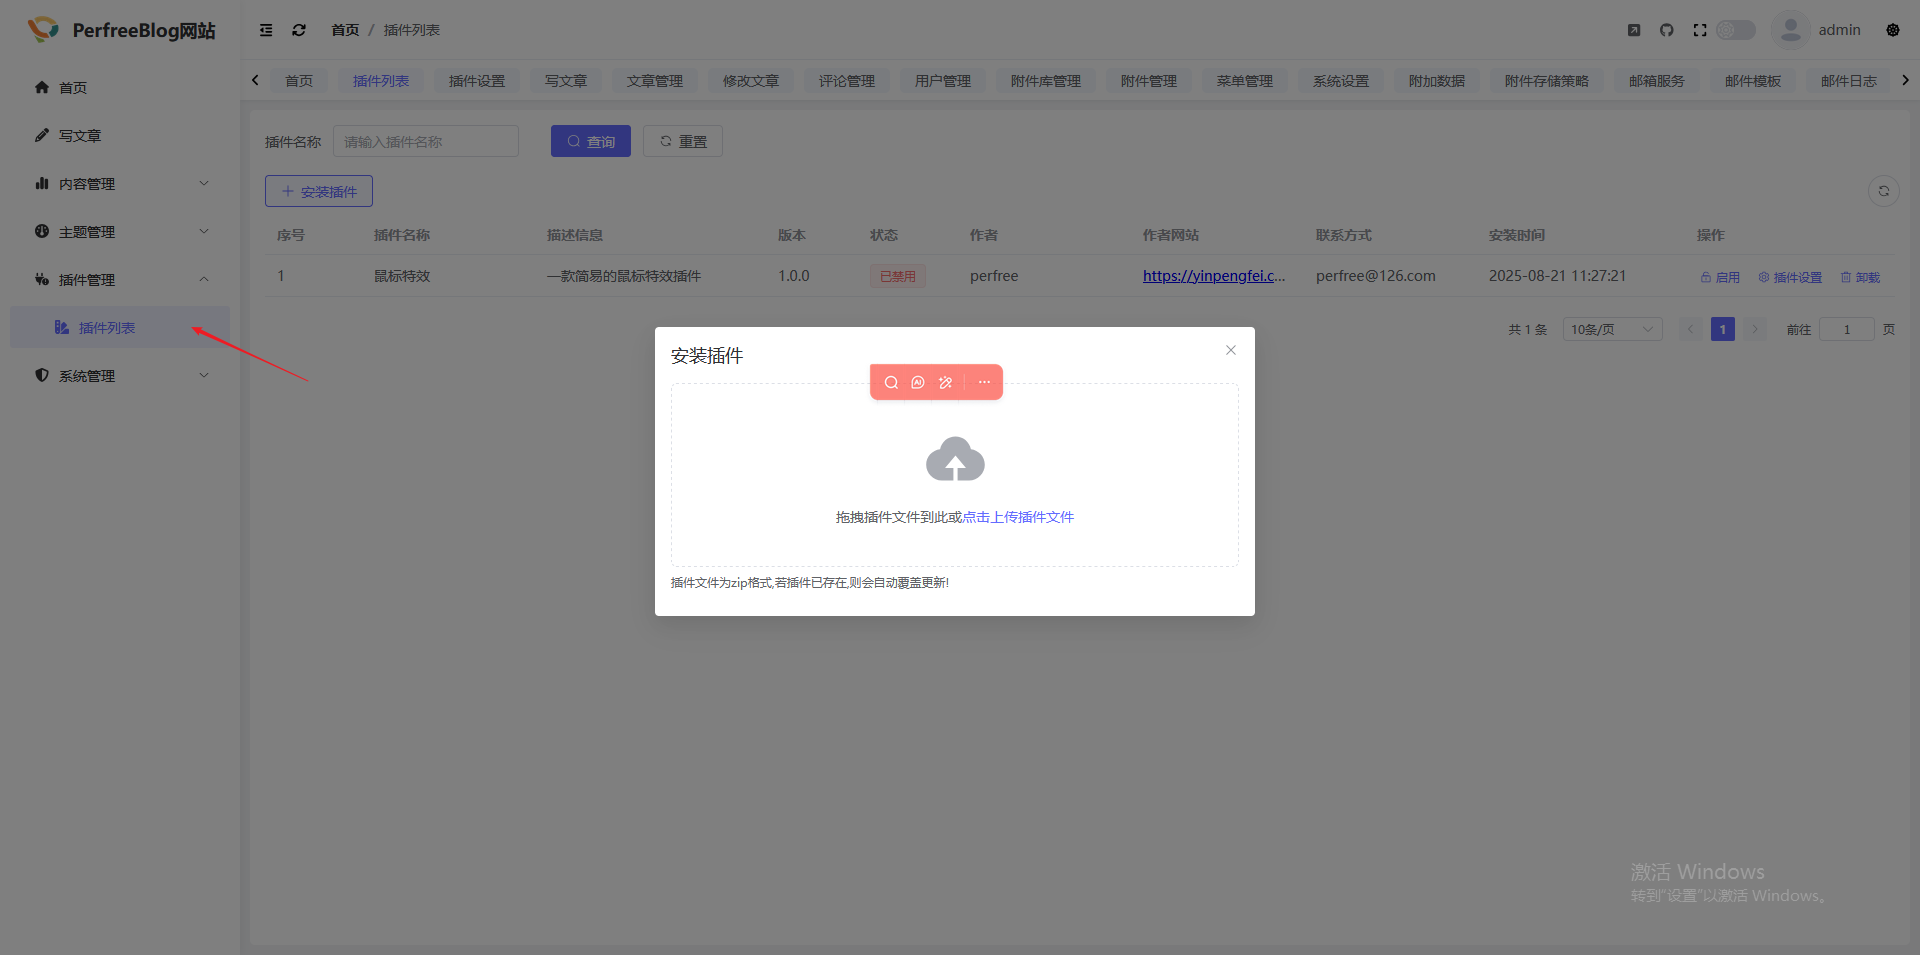 PerfreeBlog网站
首页 / 插件列表
admin
首页
写文章
内容管理
主题管理
插件管理
插件列表
系统管理
首页 插件列表 插件设置 写文章 文章管理 修改文章 评论管理 用户管理 附件库管理 附件管理 菜单管理 系统设置 附加数据 附件存储策略 邮箱服务 邮件模板 邮件日志
插件名称 请输入插件名称 查询 重置
安装插件
序号 插件名称 描述信息 版本 状态 作者 作者网站 联系方式 安装时间 操作
1 鼠标特效 一款简易的鼠标特效插件 1.0.0 已禁用 perfree https://yinpengfei.c... perfree@126.com 2025-08-21 11:27:21 启用 插件设置 卸载
共 1 条 10条/页 1 前往 1 页
安装插件
AI
拖拽插件文件到此或点击上传插件文件
插件文件为zip格式,若插件已存在,则会自动覆盖更新!
激活 Windows
转到"设置"以激活 Windows。